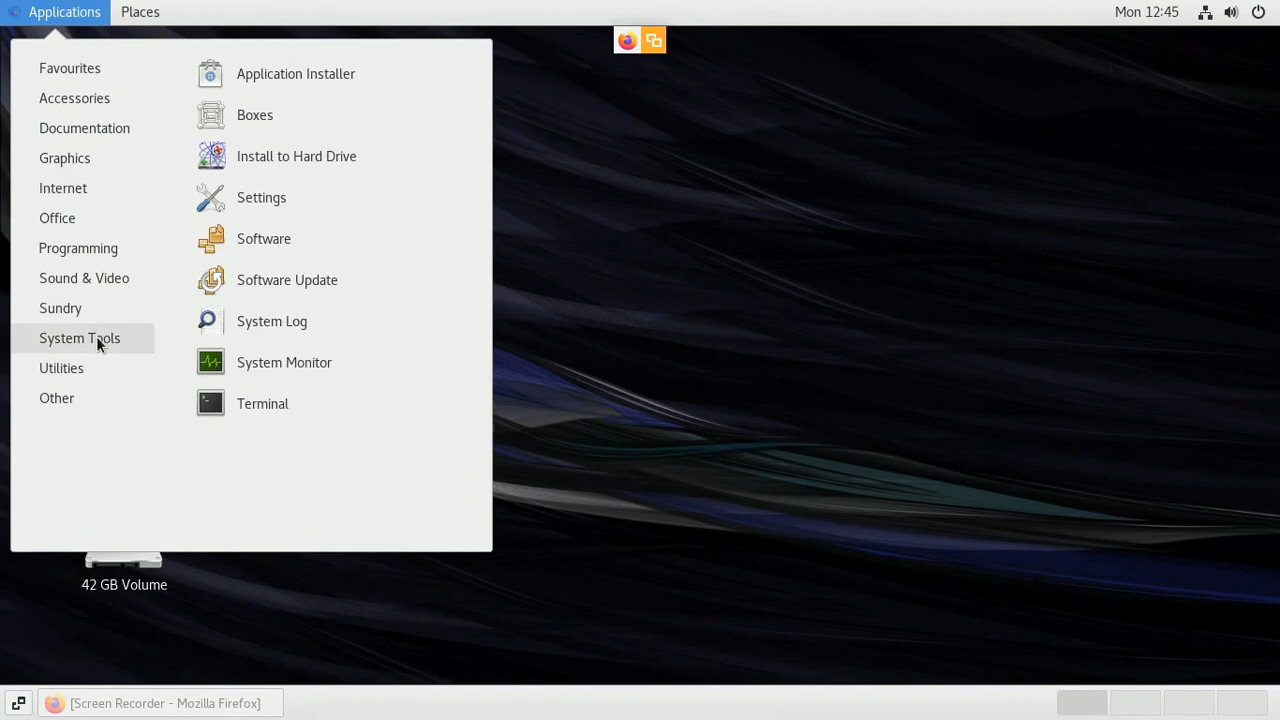 Applications Places Mon 12:45
Favourites
Accessories
Documentation
Graphics
Internet
Office
Programming
Sound & Video
Sundry
System Tools
Utilities
Other
Application Installer
Boxes
Install to Hard Drive
Settings
Software
Software Update
System Log
System Monitor
Terminal
42 GB Volume
[Screen Recorder - Mozilla Firefox]